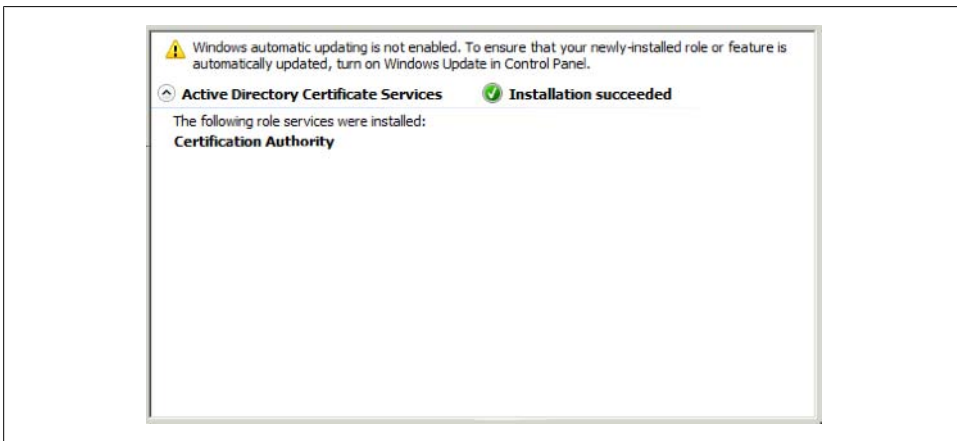 Windows automatic updating is not enabled. To ensure that your newly-installed role or feature is
automatically updated, turn on Windows Update in Control Panel.
Active Directory Certificate Services Installation succeeded
The following role services were installed:
Certification Authority